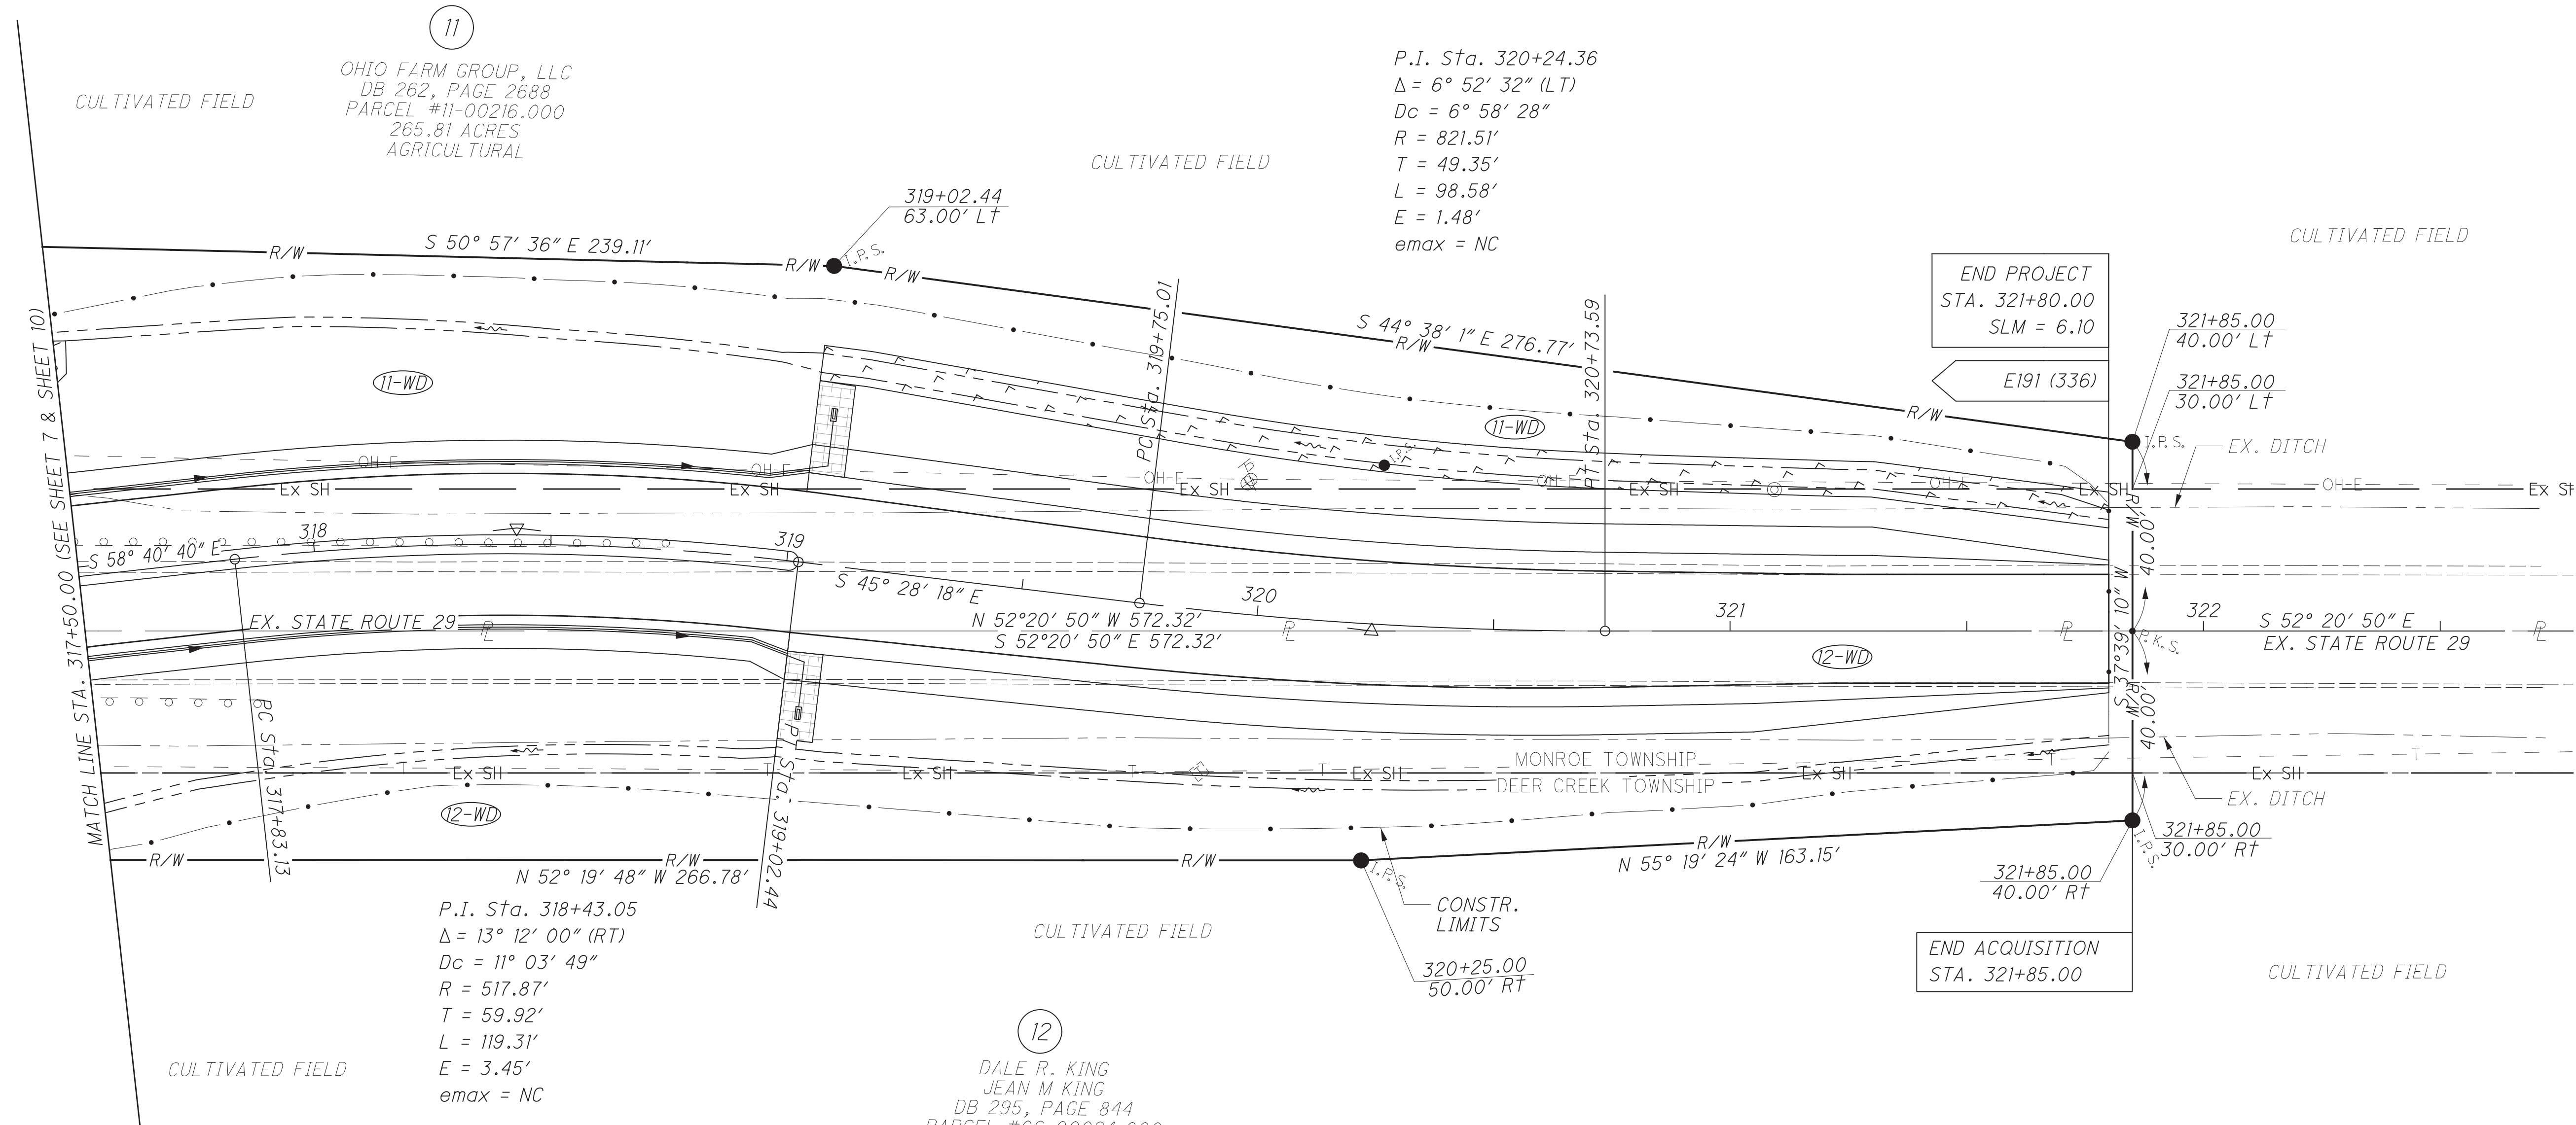 11
OHIO FARM GROUP, LLC
DB 262, PAGE 2688
PARCEL #11-00216.000
265.81 ACRES
AGRICULTURAL
CULTIVATED FIELD
CULTIVATED FIELD
P.I. Sta. 320+24.36
Δ = 6° 52' 32" (LT)
Dc = 6° 58' 28"
R = 821.51'
T = 49.35'
L = 98.58'
E = 1.48'
emax = NC
CULTIVATED FIELD
319+02.44
63.00' Lt
I.P.S.
R/W
S 50° 57' 36" E 239.11'
R/W
R/W
S 44° 38' 1" E 276.77'
R/W
R/W
END PROJECT
STA. 321+80.00
SLM = 6.10
E191 (336)
321+85.00
40.00' Lt
321+85.00
30.00' Lt
I.P.S.
EX. DITCH
MATCH LINE STA. 317+50.00 (SEE SHEET 7 & SHEET 10)
11-WD
PC Sta. 319+75.01
PT Sta. 320+73.59
11-WD
I.P.S.
OH-E
OH-E
OH-E
OH-E
OH-E
OH-E
Ex SH
Ex SH
Ex SH
Ex SH
Ex SH
Ex SH
PP
R/W
40.00'
S 58° 40' 40" E
318
319
S 45° 28' 18" E
320
321
322
EX. STATE ROUTE 29
PL
N 52°20' 50" W 572.32'
S 52°20' 50" E 572.32'
PL
12-WD
PL
S 37°39' 10" W
P.K.S.
S 52° 20' 50" E
EX. STATE ROUTE 29
PL
R/W
40.00'
PC Sta. 317+83.13
PT Sta. 319+02.44
MONROE TOWNSHIP
DEER CREEK TOWNSHIP
T
T
T
T
T
T
E
Ex SH
Ex SH
Ex SH
Ex SH
Ex SH
EX. DITCH
12-WD
R/W
R/W
R/W
R/W
N 52° 19' 48" W 266.78'
N 55° 19' 24" W 163.15'
I.P.S.
I.P.S.
321+85.00
30.00' Rt
321+85.00
40.00' Rt
CONSTR.
LIMITS
320+25.00
50.00' Rt
END ACQUISITION
STA. 321+85.00
P.I. Sta. 318+43.05
Δ = 13° 12' 00" (RT)
Dc = 11° 03' 49"
R = 517.87'
T = 59.92'
L = 119.31'
E = 3.45'
emax = NC
CULTIVATED FIELD
CULTIVATED FIELD
CULTIVATED FIELD
12
DALE R. KING
JEAN M KING
DB 295, PAGE 844